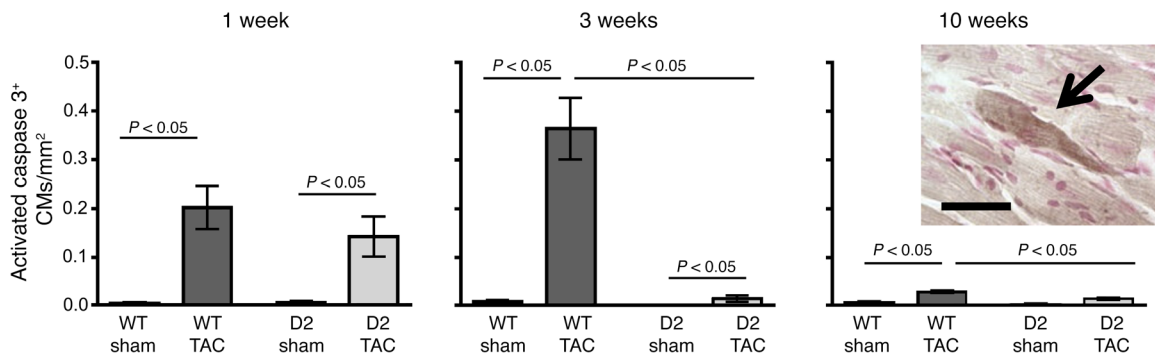 1 week
3 weeks
10 weeks
Activated caspase 3⁺
CMs/mm²
0.5
0.4
0.3
0.2
0.1
0.0
P < 0.05
P < 0.05
P < 0.05
P < 0.05
P < 0.05
P < 0.05
P < 0.05
WT
sham
WT
TAC
D2
sham
D2
TAC
WT
sham
WT
TAC
D2
sham
D2
TAC
WT
sham
WT
TAC
D2
sham
D2
TAC